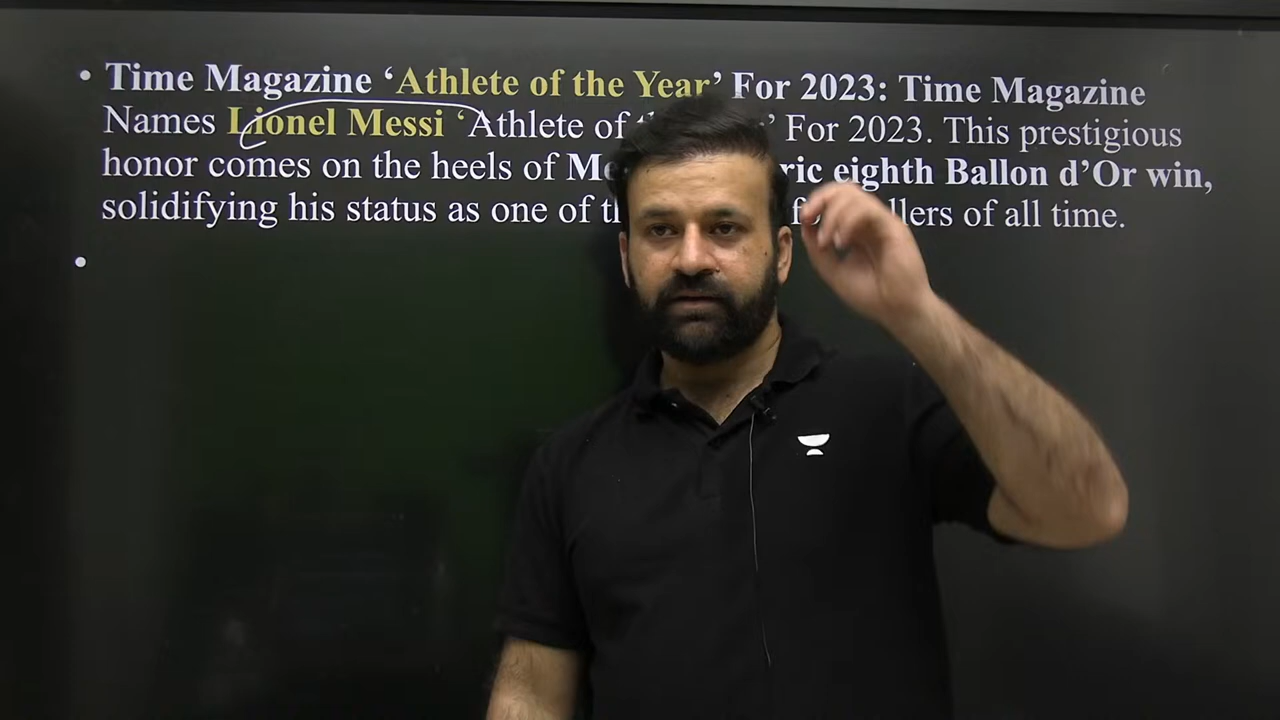 • Time Magazine ‘Athlete of the Year’ For 2023: Time Magazine
Names Lionel Messi ‘Athlete of For 2023. This prestigious
honor comes on the heels of eighth Ballon d’Or win,
solidifying his status as one of of all time.
•